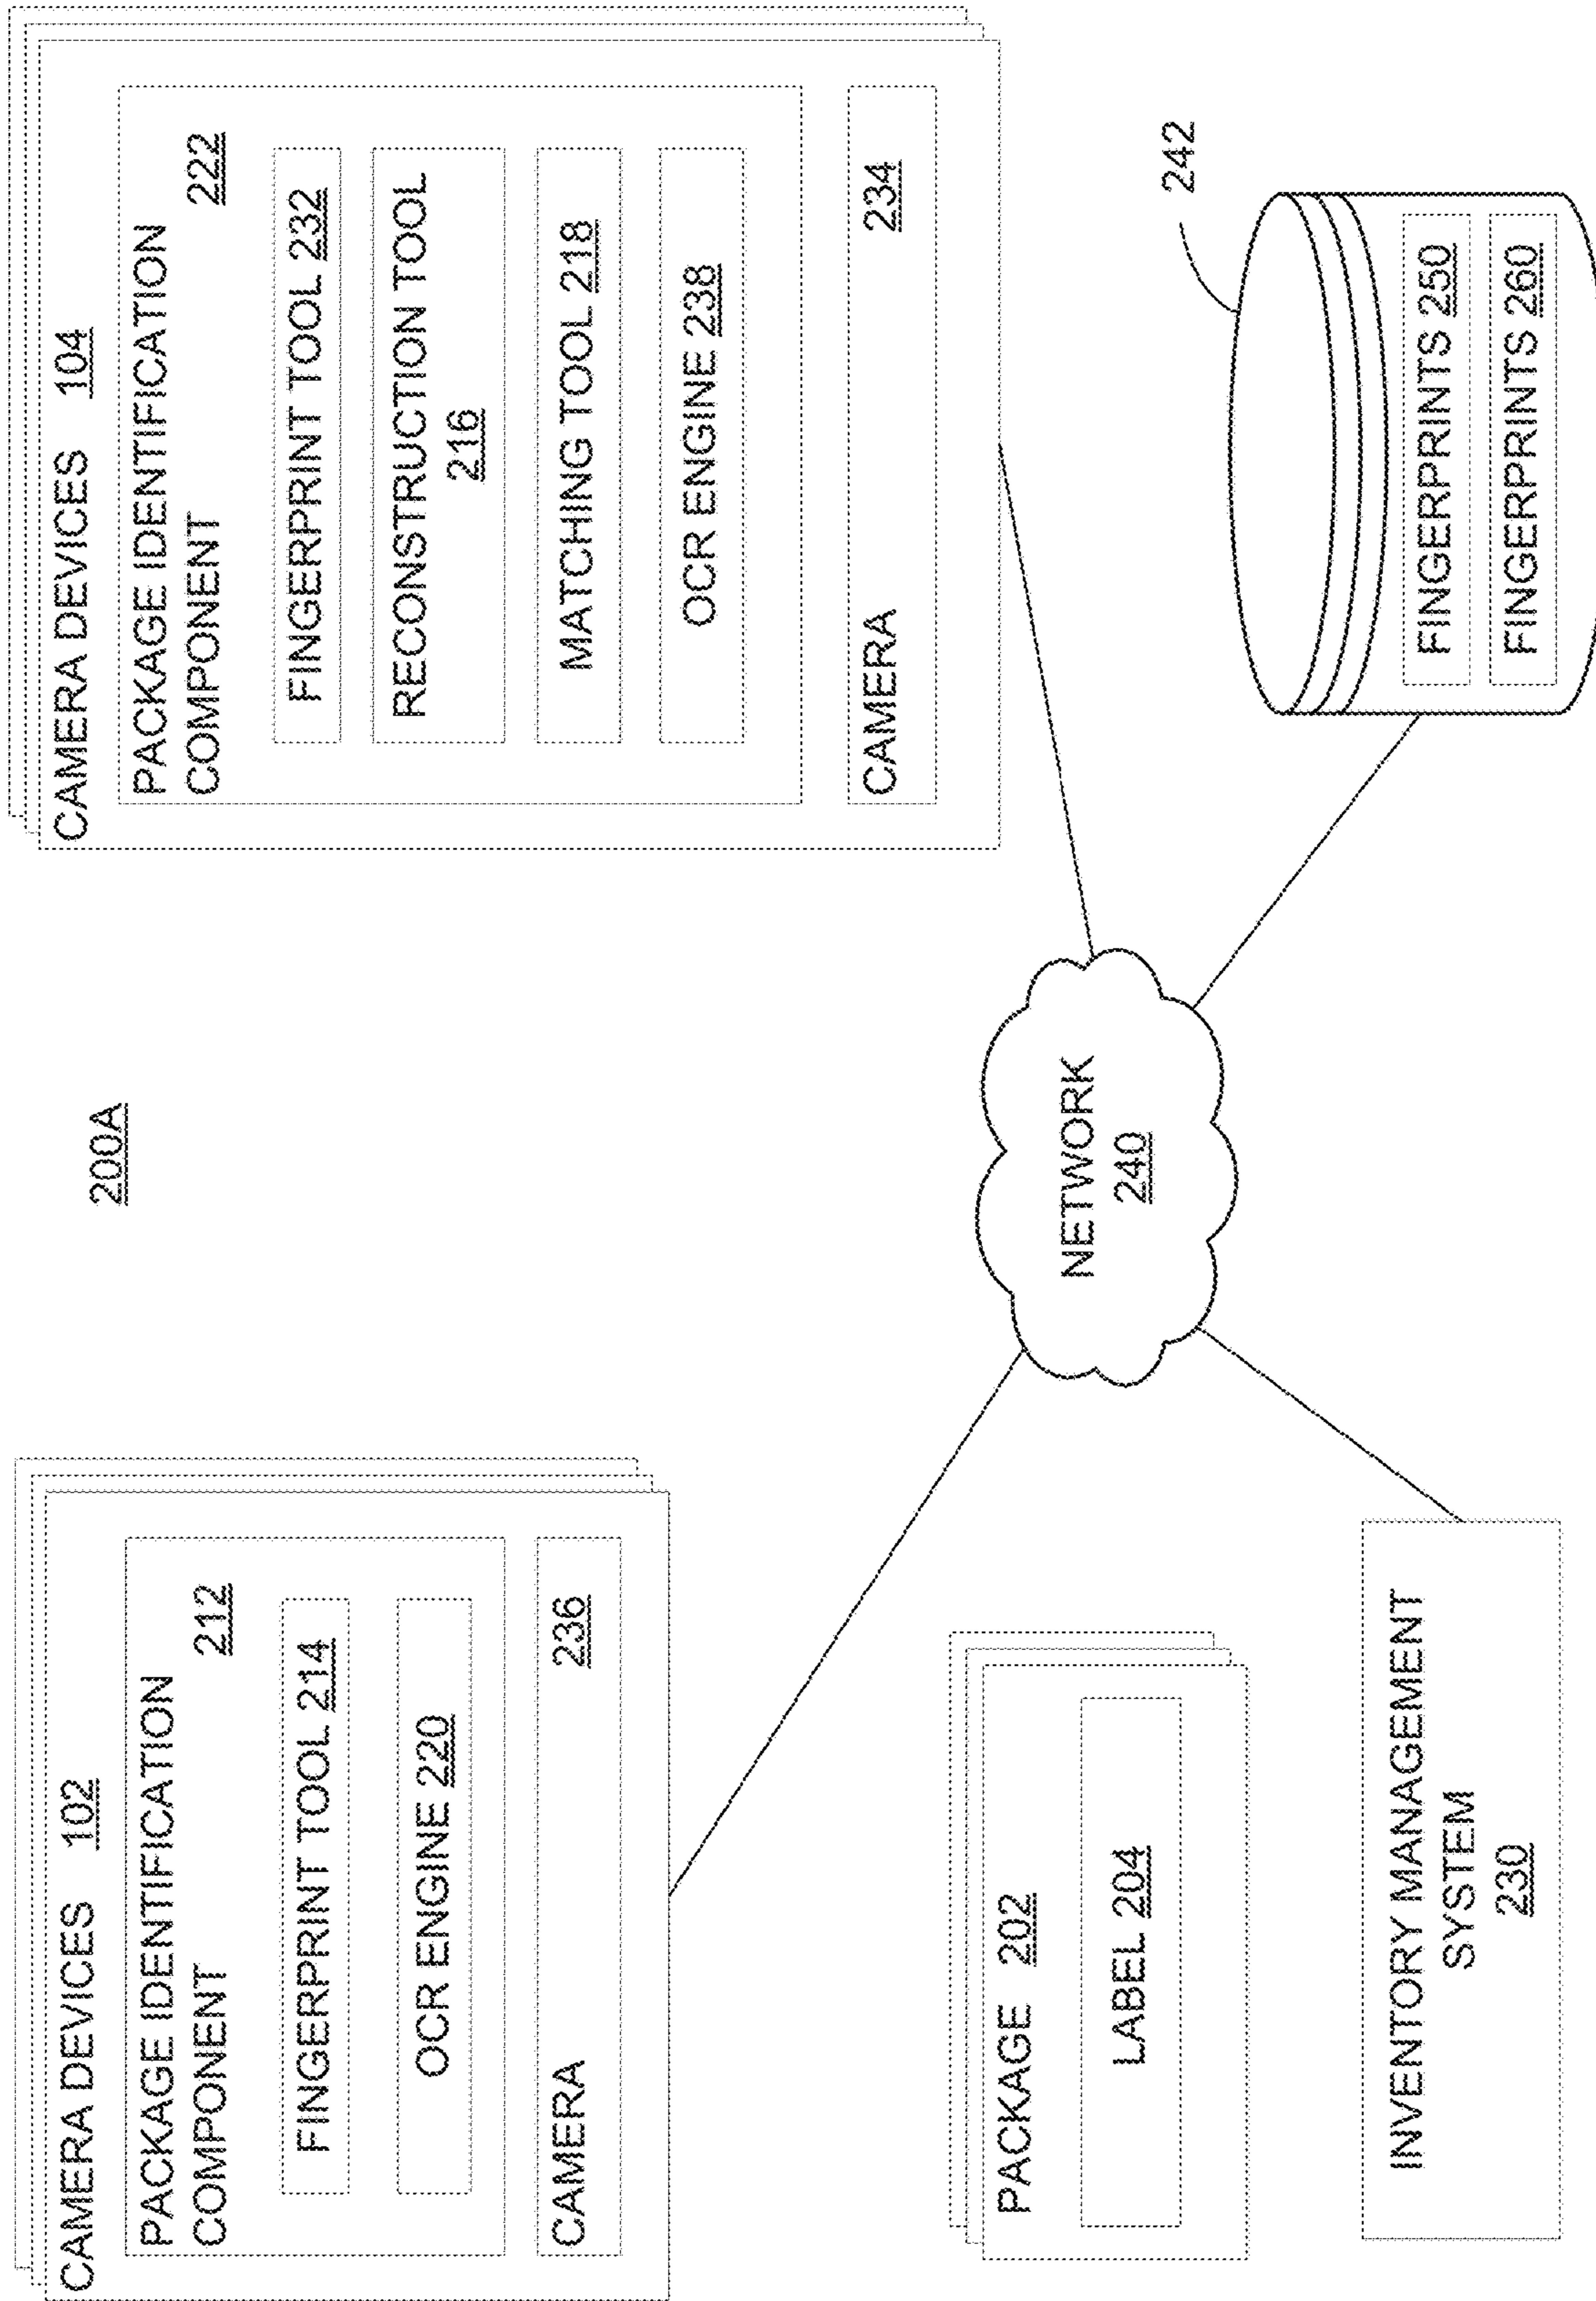 200A
CAMERA DEVICES 102
PACKAGE IDENTIFICATION
COMPONENT 212
FINGERPRINT TOOL 214
OCR ENGINE 220
CAMERA 236
PACKAGE 202
LABEL 204
INVENTORY MANAGEMENT
SYSTEM
230
NETWORK
240
CAMERA DEVICES 104
PACKAGE IDENTIFICATION
COMPONENT 222
FINGERPRINT TOOL 232
RECONSTRUCTION TOOL
216
MATCHING TOOL 218
OCR ENGINE 238
CAMERA 234
242
FINGERPRINTS 250
FINGERPRINTS 260